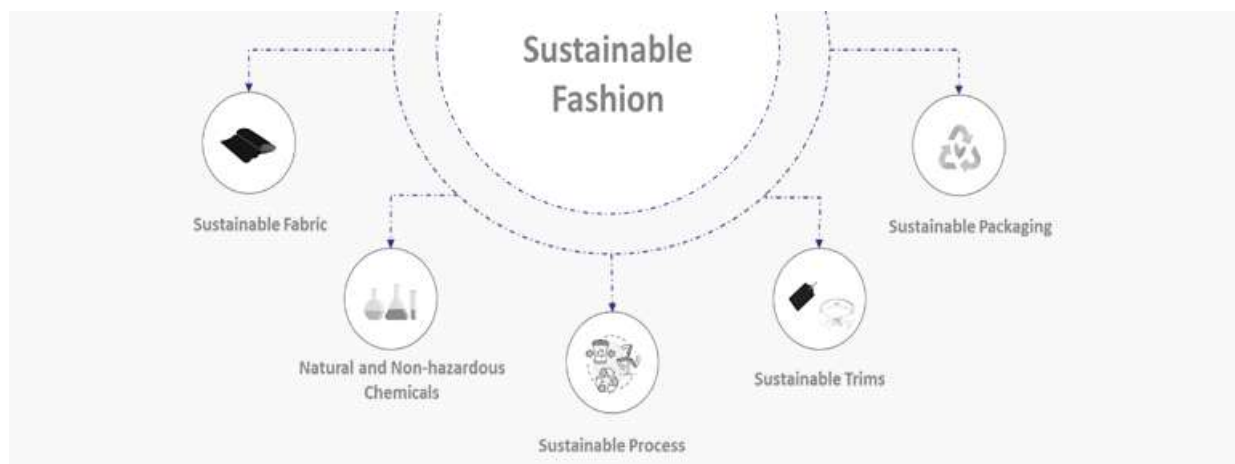 Sustainable
Fashion
Sustainable Fabric
Sustainable Packaging
Natural and Non-hazardous
Chemicals
Sustainable Trims
Sustainable Process